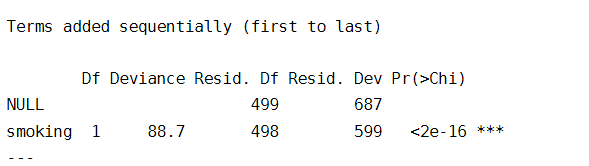 Terms added sequentially (first to last)
Df Deviance Resid. Df Resid. Dev Pr(>Chi)
NULL 499 687
smoking 1 88.7 498 599 <2e-16 ***
---